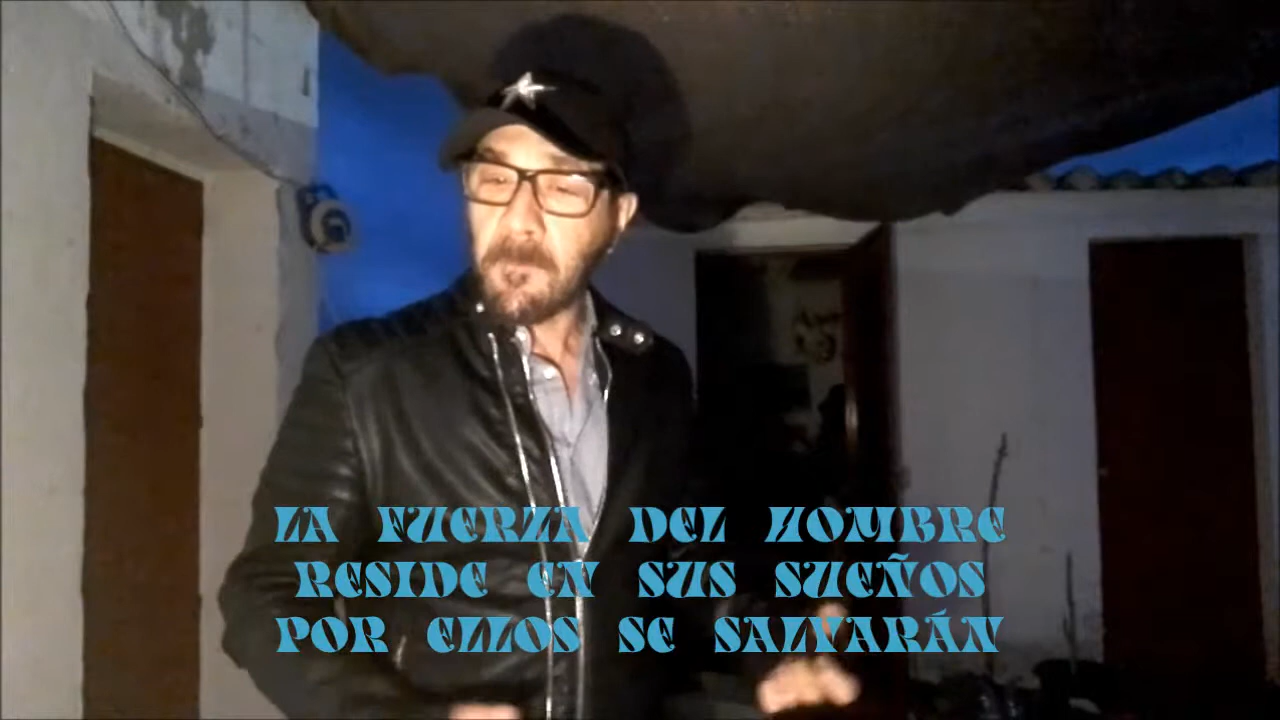 LA FUERZA DEL HOMBRE
RESIDE EN SUS SUEÑOS
POR ELLOS SE SALVARÁN